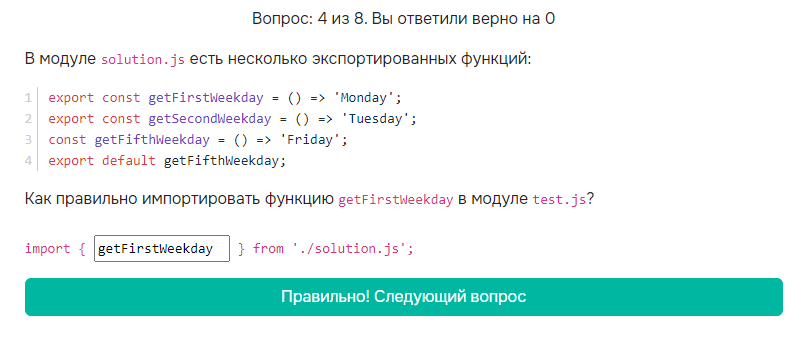 Вопрос: 4 из 8. Вы ответили верно на 0
В модуле solution.js есть несколько экспортированных функций:
1 export const getFirstWeekday = () => 'Monday';
2 export const getSecondWeekday = () => 'Tuesday';
3 const getFifthWeekday = () => 'Friday';
4 export default getFifthWeekday;
Как правильно импортировать функцию getFirstWeekday в модуле test.js?
import { getFirstWeekday } from './solution.js';
Правильно! Следующий вопрос